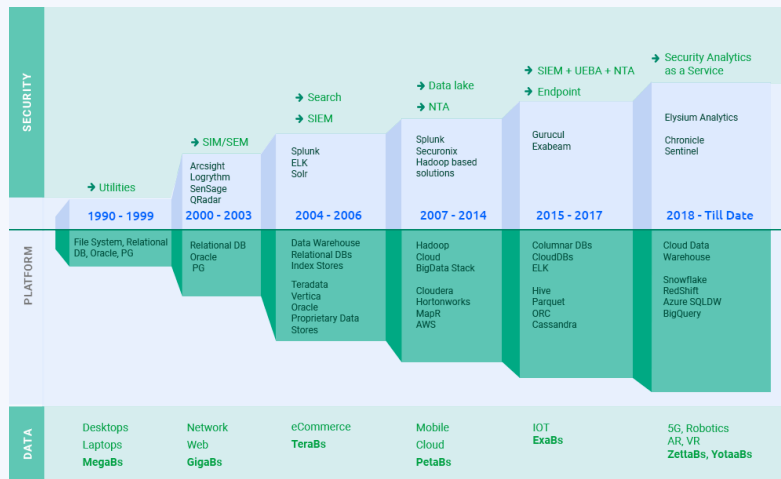 SECURITY
→ Utilities
1990 - 1999
→ SIM/SEM
Arcsight
Logrythm
SenSage
QRadar
2000 - 2003
→ Search
→ SIEM
Splunk
ELK
Solr
2004 - 2006
→ Data lake
→ NTA
Splunk
Securonix
Hadoop based
solutions
2007 - 2014
→ SIEM + UEBA + NTA
→ Endpoint
Gurucul
Exabeam
2015 - 2017
→ Security Analytics
as a Service
Elysium Analytics
Chronicle
Sentinel
2018 - Till Date
PLATFORM
File System, Relational
DB, Oracle, PG
Relational DB
Oracle
PG
Data Warehouse
Relational DBs
Index Stores
Teradata
Vertica
Oracle
Proprietary Data
Stores
Hadoop
Cloud
BigData Stack
Cloudera
Hortonworks
MapR
AWS
Columnar DBs
CloudDBs
ELK
Hive
Parquet
ORC
Cassandra
Cloud Data
Warehouse
Snowflake
RedShift
Azure SQLDW
BigQuery
DATA
Desktops
Laptops
MegaBs
Network
Web
GigaBs
eCommerce
TeraBs
Mobile
Cloud
PetaBs
IOT
ExaBs
5G, Robotics
AR, VR
ZettaBs, YotaaBs